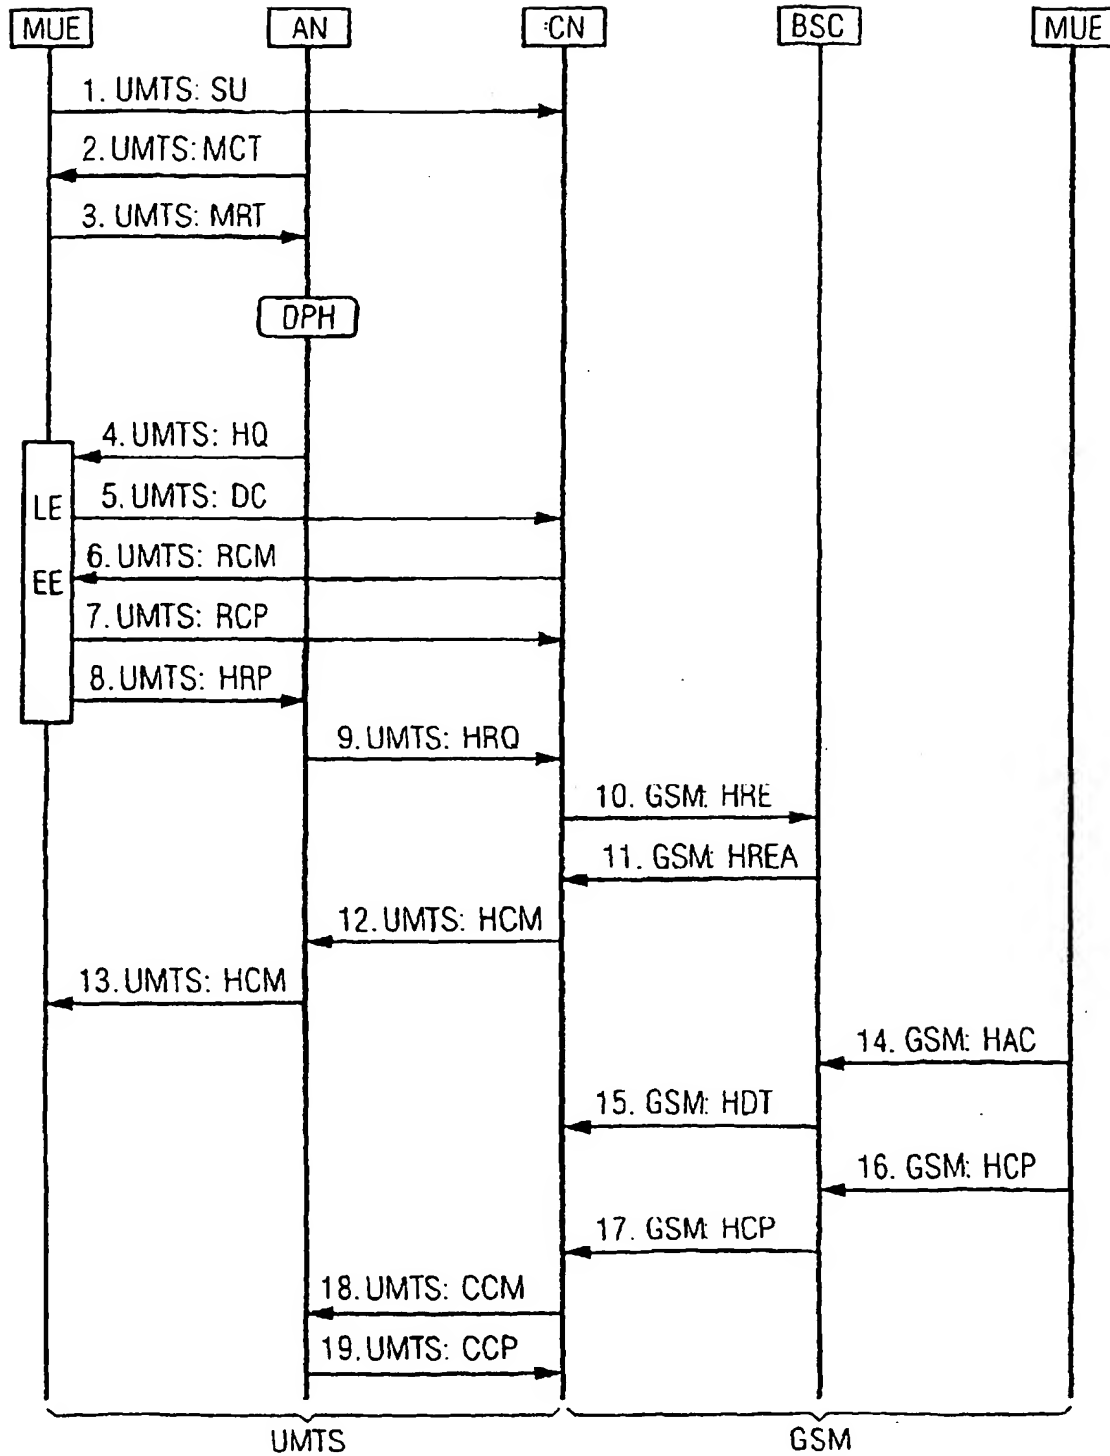 MUE AN :CN BSC MUE
1. UMTS: SU
2. UMTS: MCT
3. UMTS: MRT
DPH
4. UMTS: HQ
LE
5. UMTS: DC
6. UMTS: RCM
EE
7. UMTS: RCP
8. UMTS: HRP
9. UMTS: HRQ
10. GSM: HRE
11. GSM: HREA
12. UMTS: HCM
13. UMTS: HCM
14. GSM: HAC
15. GSM: HDT
16. GSM: HCP
17. GSM: HCP
18. UMTS: CCM
19. UMTS: CCP
UMTS GSM